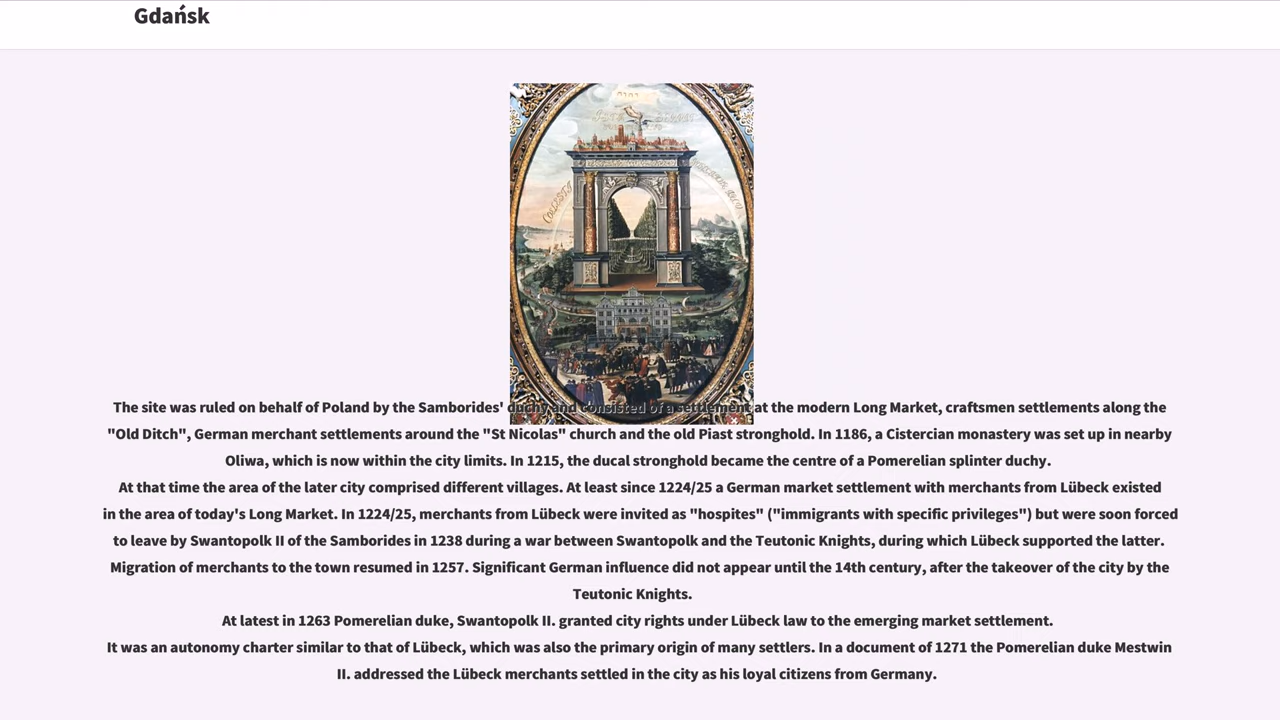 Gdańsk
The site was ruled on behalf of Poland by the Samborides' duchy and consisted of a settlement at the modern Long Market, craftsmen settlements along the
"Old Ditch", German merchant settlements around the "St Nicolas" church and the old Piast stronghold. In 1186, a Cistercian monastery was set up in nearby
Oliwa, which is now within the city limits. In 1215, the ducal stronghold became the centre of a Pomerelian splinter duchy.
At that time the area of the later city comprised different villages. At least since 1224/25 a German market settlement with merchants from Lübeck existed
in the area of today's Long Market. In 1224/25, merchants from Lübeck were invited as "hospites" ("immigrants with specific privileges") but were soon forced
to leave by Swantopolk II of the Samborides in 1238 during a war between Swantopolk and the Teutonic Knights, during which Lübeck supported the latter.
Migration of merchants to the town resumed in 1257. Significant German influence did not appear until the 14th century, after the takeover of the city by the
Teutonic Knights.
At latest in 1263 Pomerelian duke, Swantopolk II. granted city rights under Lübeck law to the emerging market settlement.
It was an autonomy charter similar to that of Lübeck, which was also the primary origin of many settlers. In a document of 1271 the Pomerelian duke Mestwin
II. addressed the Lübeck merchants settled in the city as his loyal citizens from Germany.